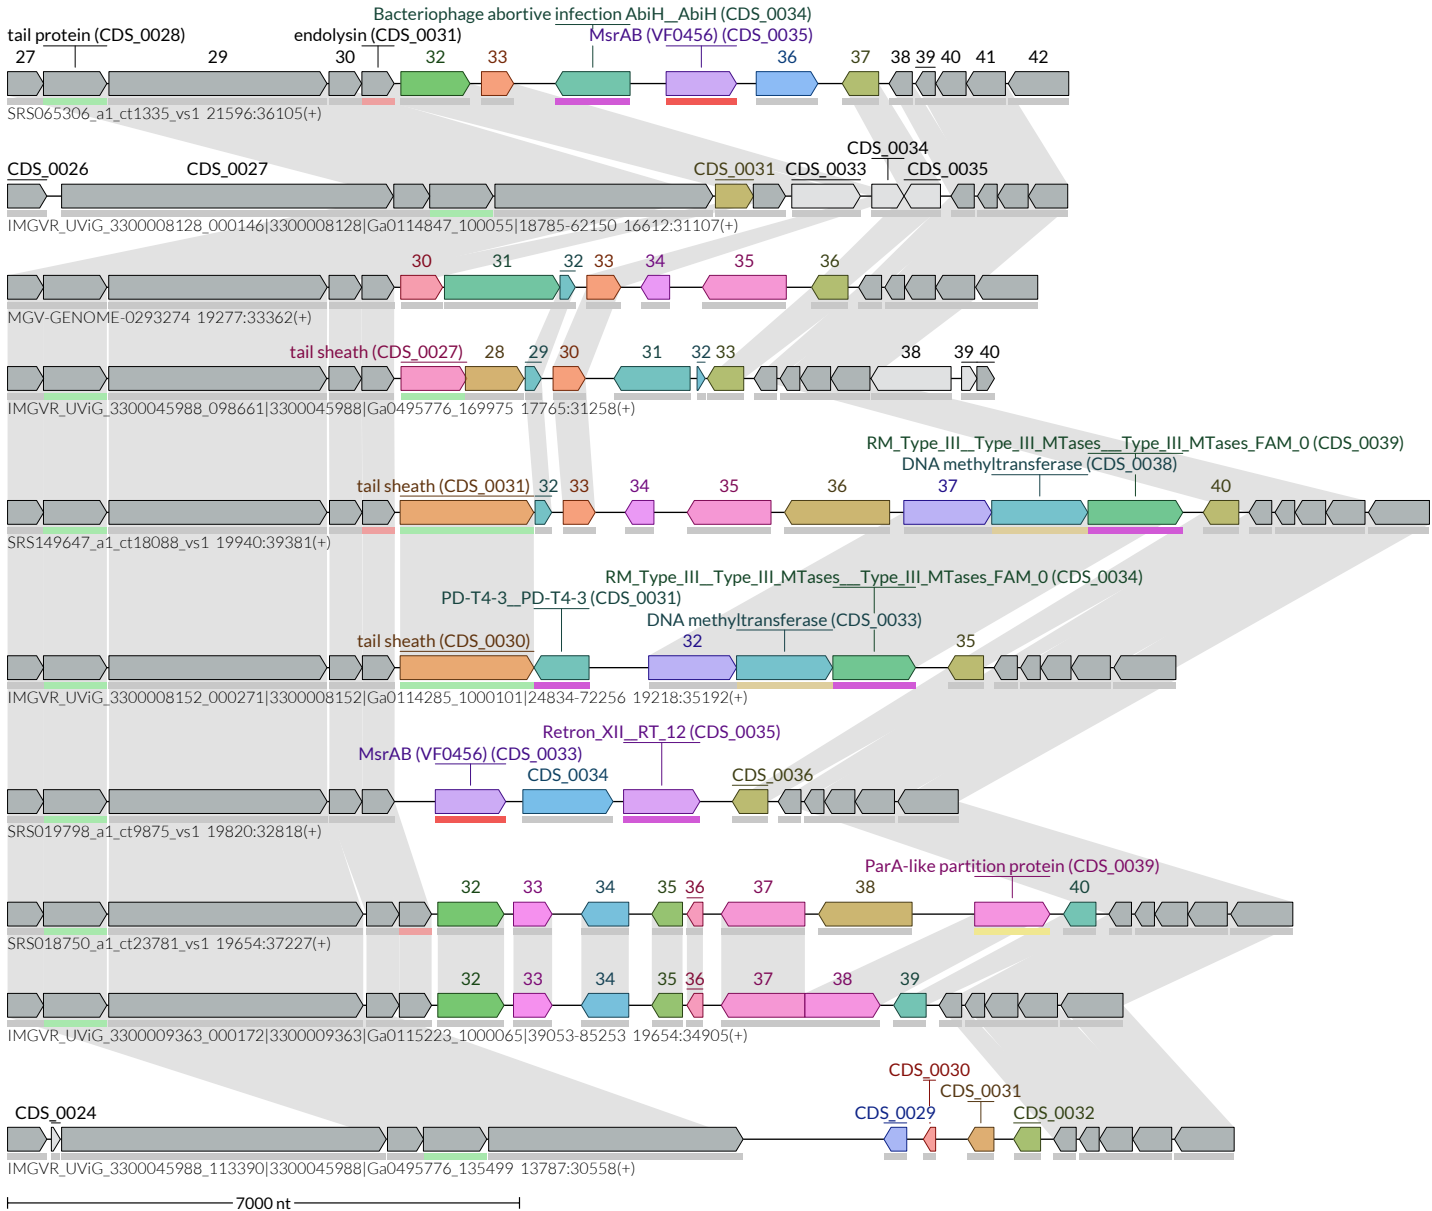 Bacteriophage abortive infection AbiH__AbiH (CDS_0034)
tail protein (CDS_0028) endolysin (CDS_0031) MsrAB (VF0456) (CDS_0035)
27 29 30 32 33 36 37 38 39 40 41 42
SRS065306_a1_ct1335_vs1 21596:36105(+)
CDS_0034
CDS_0026 CDS_0027 CDS_0031 CDS_0033 CDS_0035
IMGVR_UViG_3300008128_000146|3300008128|Ga0114847_100055|18785-62150 16612:31107(+)
30 31 32 33 34 35 36
MGV-GENOME-0293274 19277:33362(+)
tail sheath (CDS_0027) 28 29 30 31 32 33 38 39 40
IMGVR_UViG_3300045988_098661|3300045988|Ga0495776_169975 17765:31258(+)
RM_Type_III__Type_III_MTases___Type_III_MTases_FAM_0 (CDS_0039)
DNA methyltransferase (CDS_0038)
tail sheath (CDS_0031) 32 33 34 35 36 37 40
SRS149647_a1_ct18088_vs1 19940:39381(+)
RM_Type_III__Type_III_MTases___Type_III_MTases_FAM_0 (CDS_0034)
PD-T4-3__PD-T4-3 (CDS_0031)
DNA methyltransferase (CDS_0033)
tail sheath (CDS_0030) 32 35
IMGVR_UViG_3300008152_000271|3300008152|Ga0114285_1000101|24834-72256 19218:35192(+)
Retron_XII__RT_12 (CDS_0035)
MsrAB (VF0456) (CDS_0033)
CDS_0034 CDS_0036
SRS019798_a1_ct9875_vs1 19820:32818(+)
ParA-like partition protein (CDS_0039)
32 33 34 35 36 37 38 40
SRS018750_a1_ct23781_vs1 19654:37227(+)
32 33 34 35 36 37 38 39
IMGVR_UViG_3300009363_000172|3300009363|Ga0115223_1000065|39053-85253 19654:34905(+)
CDS_0030
CDS_0031
CDS_0024 CDS_0029 CDS_0032
IMGVR_UViG_3300045988_113390|3300045988|Ga0495776_135499 13787:30558(+)
7000 nt